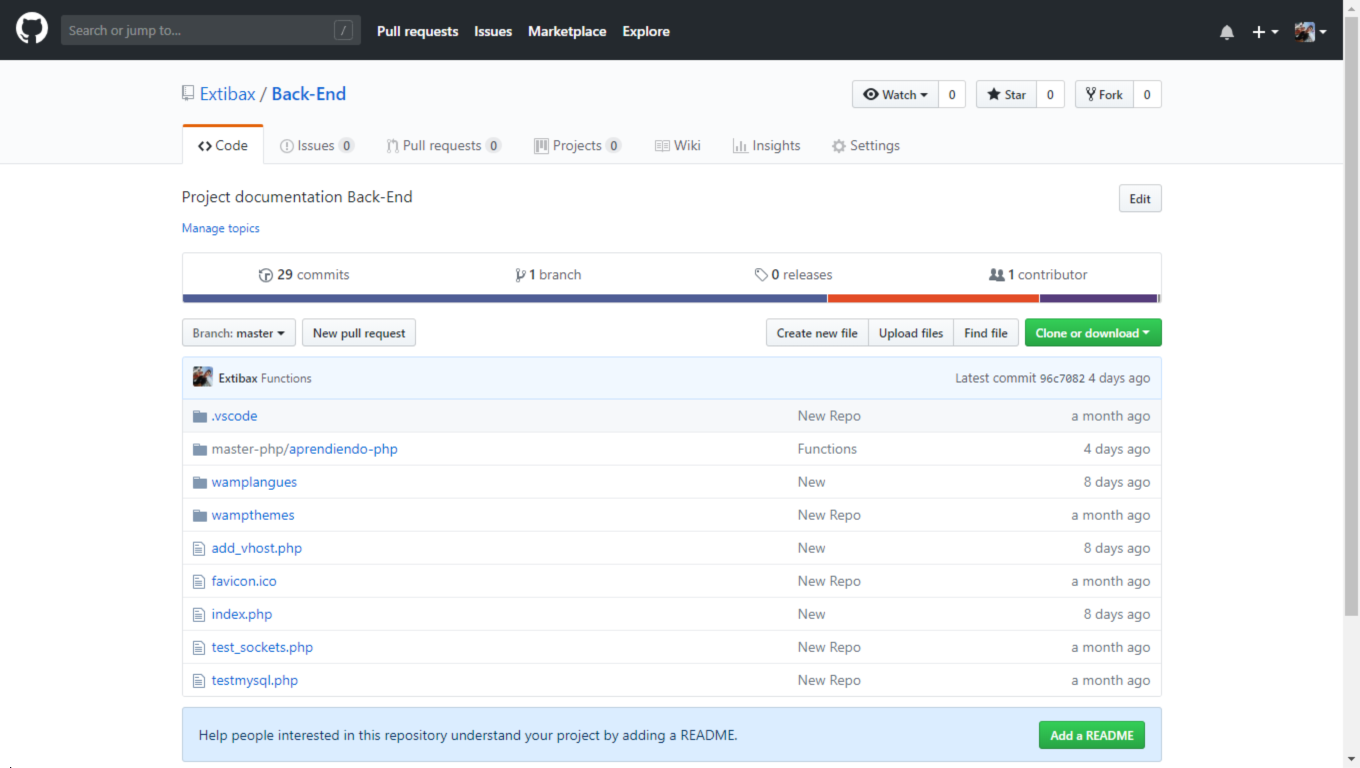 Search or jump to... /
Pull requests Issues Marketplace Explore
Extibax / Back-End
Watch 0 Star 0 Fork 0
Code Issues 0 Pull requests 0 Projects 0 Wiki Insights Settings
Project documentation Back-End Edit
Manage topics
29 commits 1 branch 0 releases 1 contributor
Branch: master New pull request Create new file Upload files Find file Clone or download
Extibax Functions Latest commit 96c7082 4 days ago
.vscode New Repo a month ago
master-php/aprendiendo-php Functions 4 days ago
wamplangues New 8 days ago
wampthemes New Repo a month ago
add_vhost.php New 8 days ago
favicon.ico New Repo a month ago
index.php New 8 days ago
test_sockets.php New Repo a month ago
testmysql.php New Repo a month ago
Help people interested in this repository understand your project by adding a README. Add a README